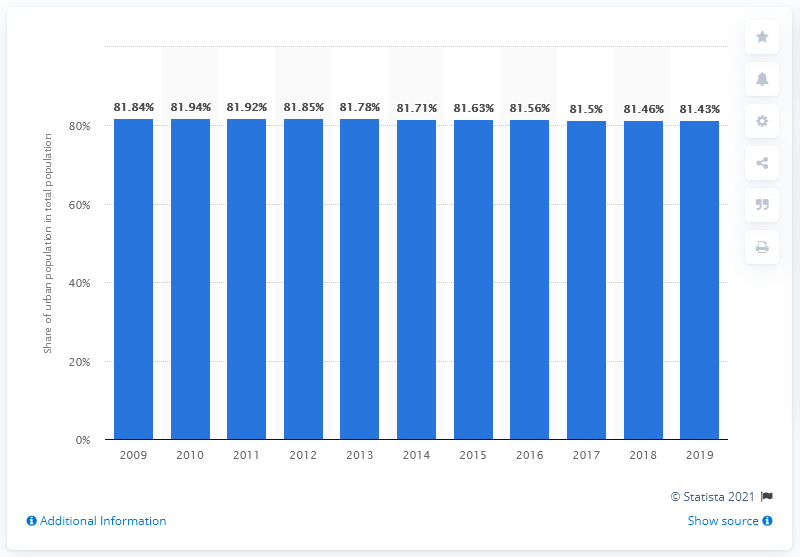 Share of urban population in total population
80%
60%
40%
20%
0%
81.84% 81.94% 81.92% 81.85% 81.78% 81.71% 81.63% 81.56% 81.5% 81.46% 81.43%
2009 2010 2011 2012 2013 2014 2015 2016 2017 2018 2019
© Statista 2021
Additional Information
Show source